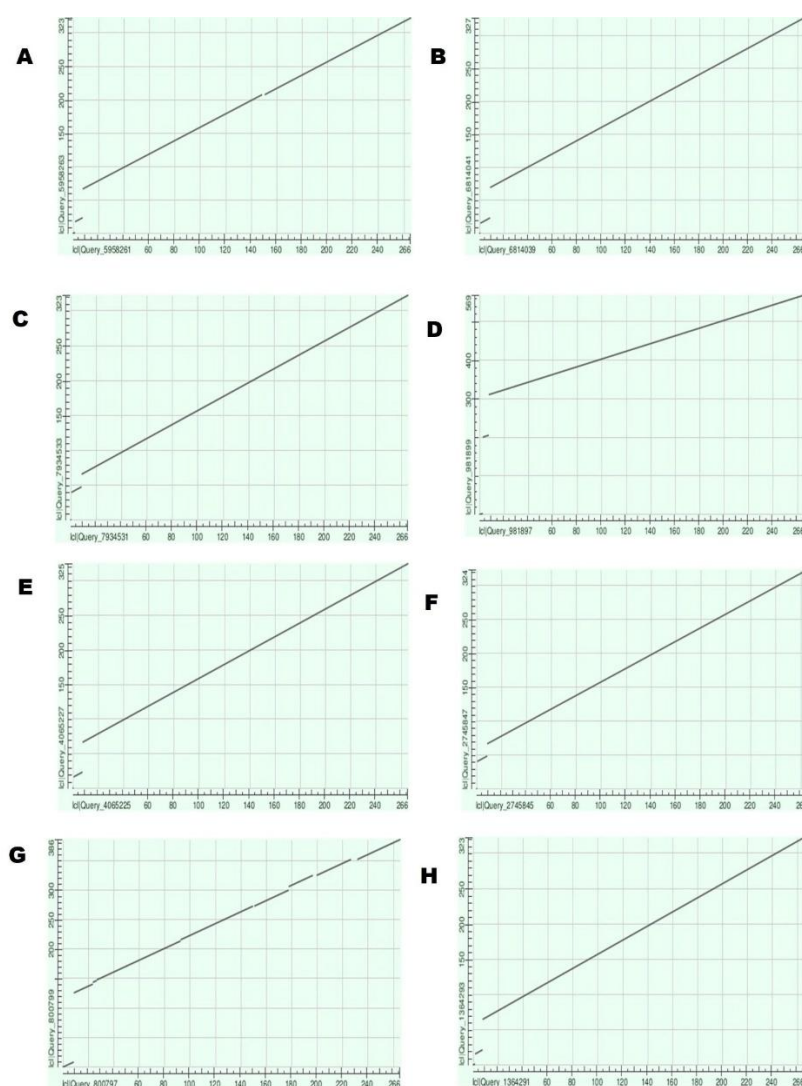 A
323
250
200
150
lcl|Query_5958263
lcl|Query_5958261
60 80 100 120 140 160 180 200 220 240 266
B
327
250
200
150
lcl|Query_6814041
lcl|Query_6814039
60 80 100 120 140 160 180 200 220 240 266
C
323
250
200
150
lcl|Query_7934533
lcl|Query_7934531
60 80 100 120 140 160 180 200 220 240 266
D
569
400
300
lcl|Query_981899
lcl|Query_981897
60 80 100 120 140 160 180 200 220 240 266
E
325
250
200
150
lcl|Query_4065227
lcl|Query_4065225
60 80 100 120 140 160 180 200 220 240 266
F
324
250
200
150
lcl|Query_2745847
lcl|Query_2745845
60 80 100 120 140 160 180 200 220 240 266
G
386
300
250
200
lcl|Query_800799
lcl|Query_800797
40 60 80 100 120 140 160 180 200 220 240 266
H
323
250
200
150
lcl|Query_1364293
lcl|Query_1364291
60 80 100 120 140 160 180 200 220 240 266